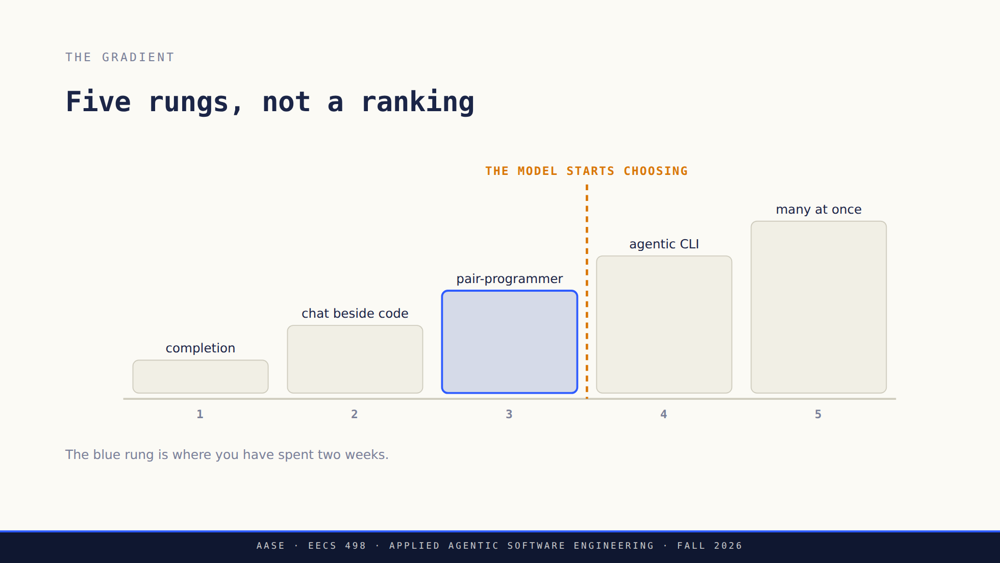 THE GRADIENT
Five rungs, not a ranking
THE MODEL STARTS CHOOSING
many at once
agentic CLI
pair-programmer
chat beside code
completion
1
2
3
4
5
The blue rung is where you have spent two weeks.
AASE · EECS 498 · APPLIED AGENTIC SOFTWARE ENGINEERING · FALL 2026